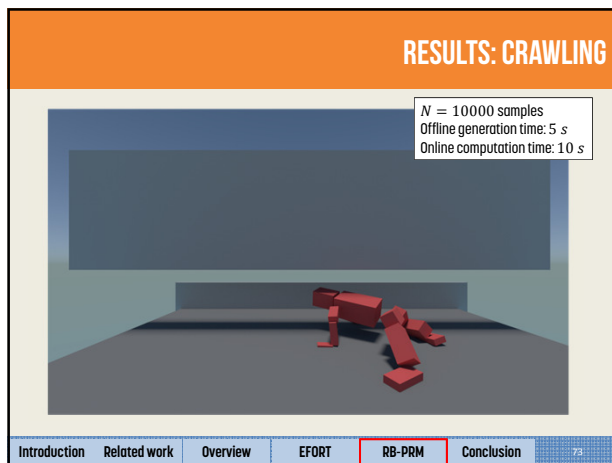 RESULTS: CRAWLING
N = 10000 samples
Offline generation time: 5 s
Online computation time: 10 s
Introduction Related work Overview EFORT RB-PRM Conclusion 73